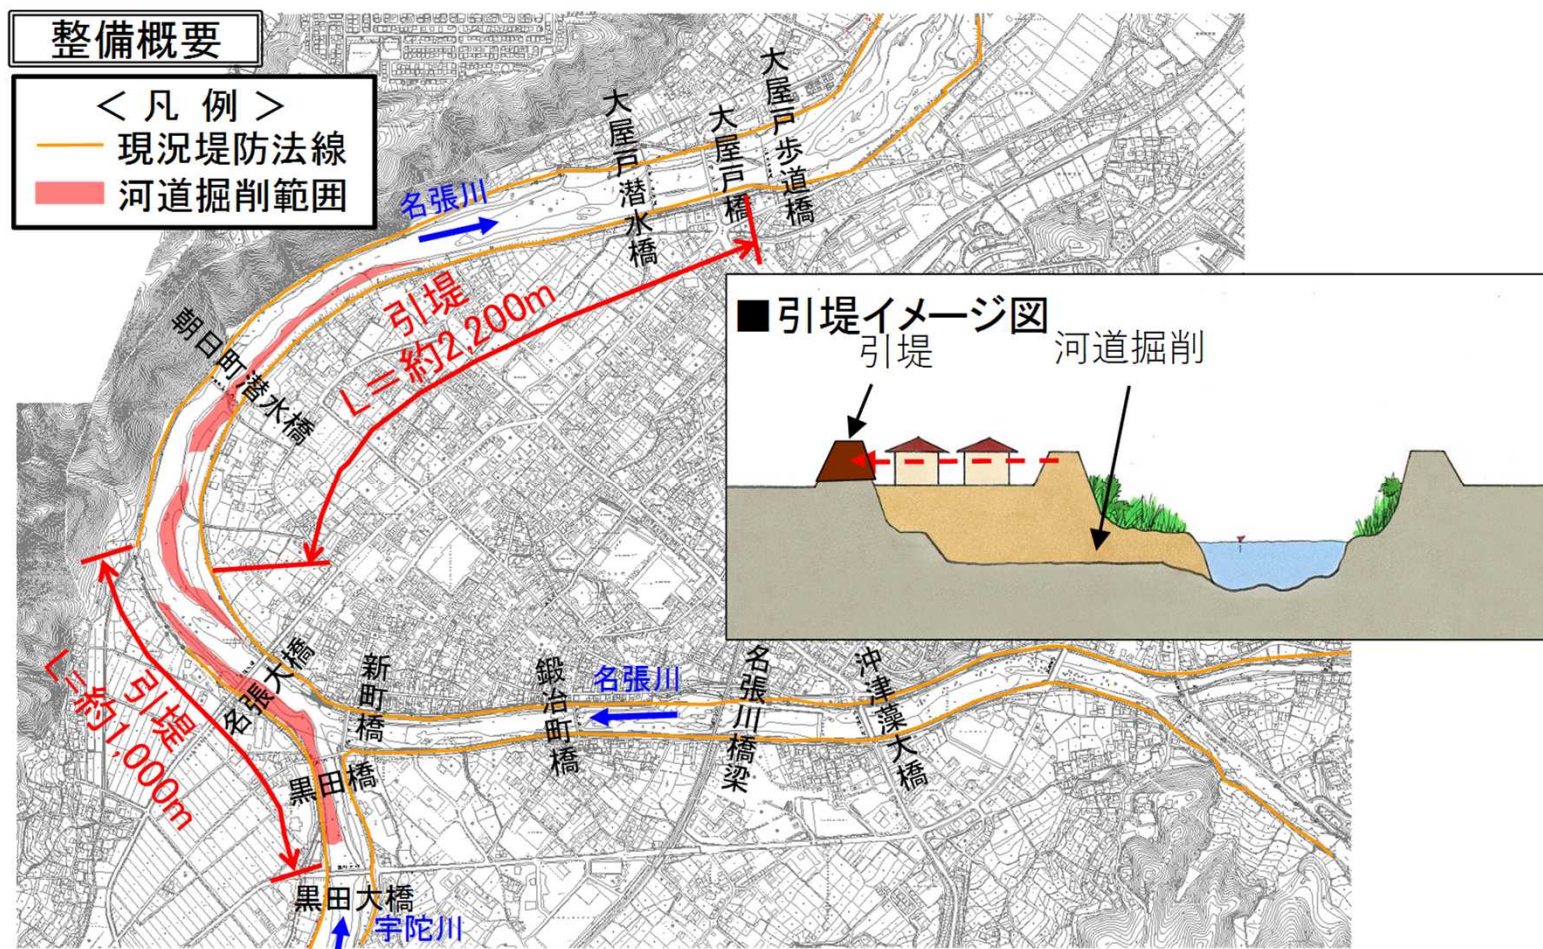 整備概要
＜ 凡 例 ＞
現況堤防法線
河道掘削範囲
大屋戸潜水橋
大屋戸橋
大屋戸歩道橋
名張川
引堤
L＝約2,200m
朝日町潜水橋
■引堤イメージ図
引堤
河道掘削
引堤
L=約1,000m
名張大橋
新町橋
鍛冶町橋
名張川
名張川橋梁
沖津藻大橋
黒田橋
黒田大橋
宇陀川